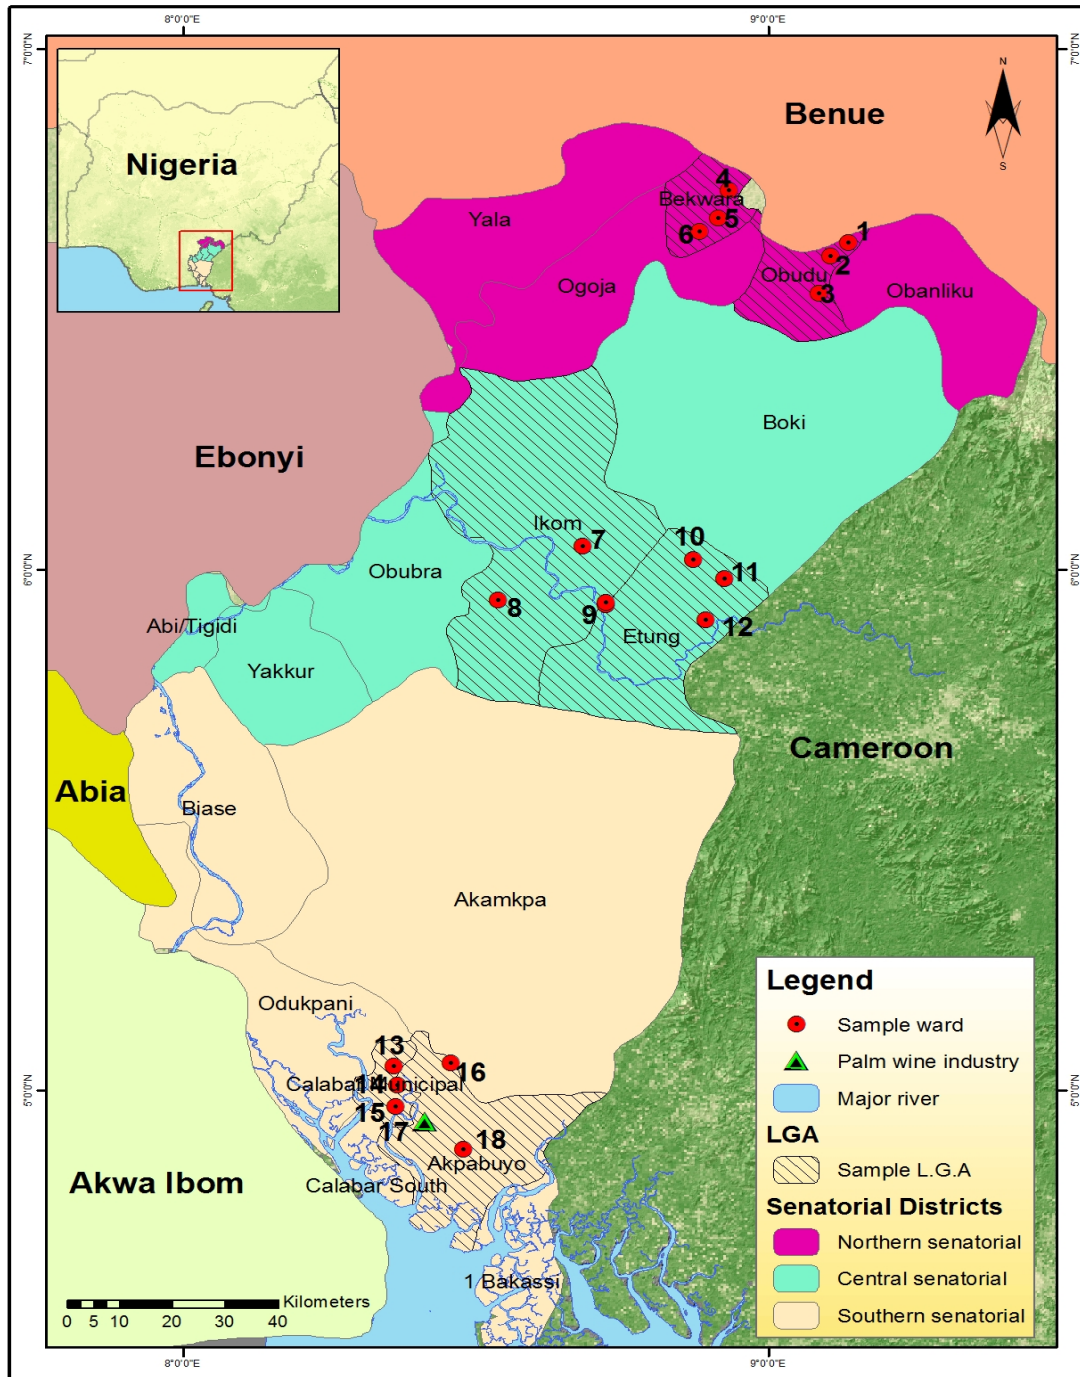 8°0'0"E
9°0'0"E
7°0'0"N
7°0'0"N
Nigeria
Benue
N
S
4
Bekwara
Yala
5
6
1
2
Obudu
3
Ogoja
Obanliku
Boki
Ebonyi
Ikom
7
10
11
6°0'0"N
6°0'0"N
Obubra
8
9
12
Etung
Abi/Tigidi
Yakkur
Cameroon
Abia
Biase
Akamkpa
Odukpani
13
16
Calabar Municipal
14
15
17
18
Akpabuyo
5°0'0"N
5°0'0"N
Akwa Ibom
Calabar South
1 Bakassi
Kilometers
0 5 10 20 30 40
Legend
Sample ward
Palm wine industry
Major river
LGA
Sample L.G.A
Senatorial Districts
Northern senatorial
Central senatorial
Southern senatorial
8°0'0"E
9°0'0"E